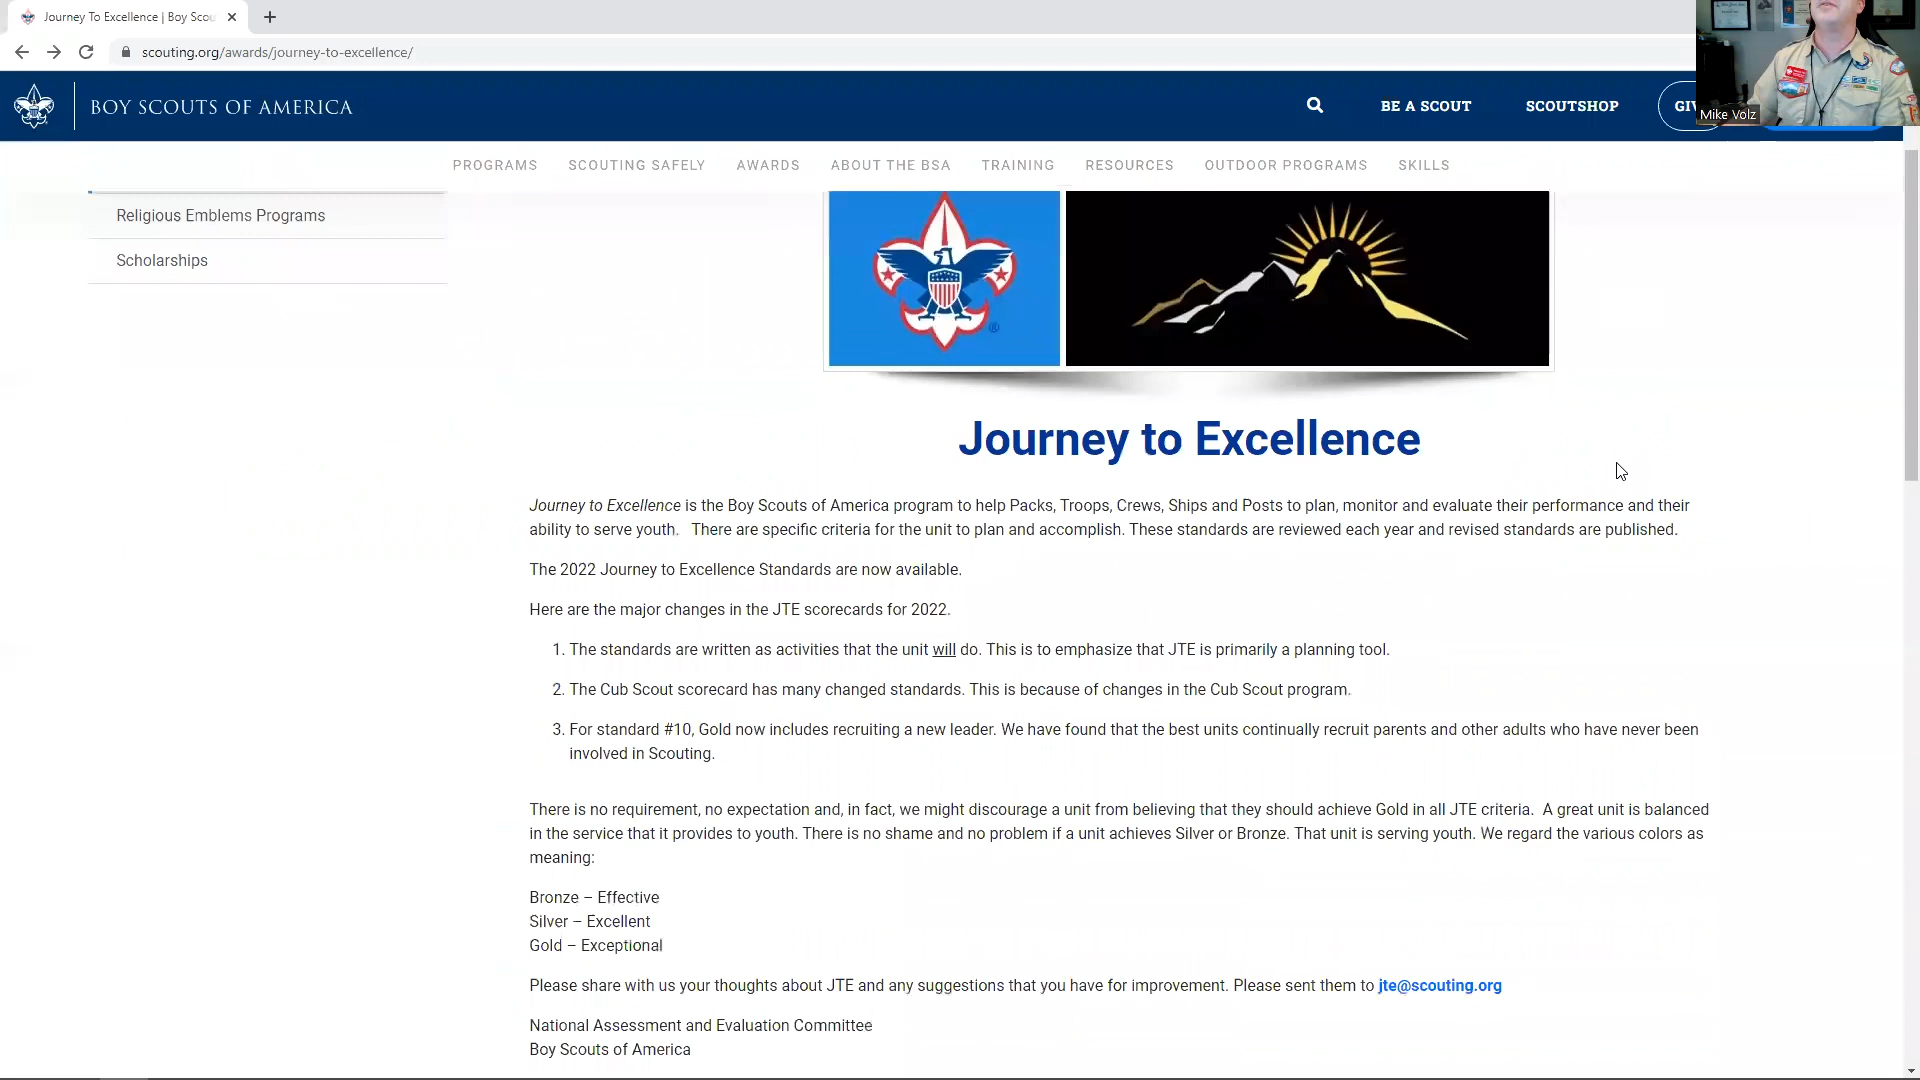 Journey To Excellence | Boy Scou
scouting.org/awards/journey-to-excellence/
BOY SCOUTS OF AMERICA
BE A SCOUT
SCOUTSHOP
GIV
Mike Volz
PROGRAMS
SCOUTING SAFELY
AWARDS
ABOUT THE BSA
TRAINING
RESOURCES
OUTDOOR PROGRAMS
SKILLS
Religious Emblems Programs
Scholarships
®
Journey to Excellence
Journey to Excellence is the Boy Scouts of America program to help Packs, Troops, Crews, Ships and Posts to plan, monitor and evaluate their performance and their
ability to serve youth.   There are specific criteria for the unit to plan and accomplish. These standards are reviewed each year and revised standards are published.
The 2022 Journey to Excellence Standards are now available.
Here are the major changes in the JTE scorecards for 2022.
1. The standards are written as activities that the unit will do. This is to emphasize that JTE is primarily a planning tool.
2. The Cub Scout scorecard has many changed standards. This is because of changes in the Cub Scout program.
3. For standard #10, Gold now includes recruiting a new leader. We have found that the best units continually recruit parents and other adults who have never been
involved in Scouting.
There is no requirement, no expectation and, in fact, we might discourage a unit from believing that they should achieve Gold in all JTE criteria.  A great unit is balanced
in the service that it provides to youth. There is no shame and no problem if a unit achieves Silver or Bronze. That unit is serving youth. We regard the various colors as
meaning:
Bronze – Effective
Silver – Excellent
Gold – Exceptional
Please share with us your thoughts about JTE and any suggestions that you have for improvement. Please sent them to jte@scouting.org
National Assessment and Evaluation Committee
Boy Scouts of America